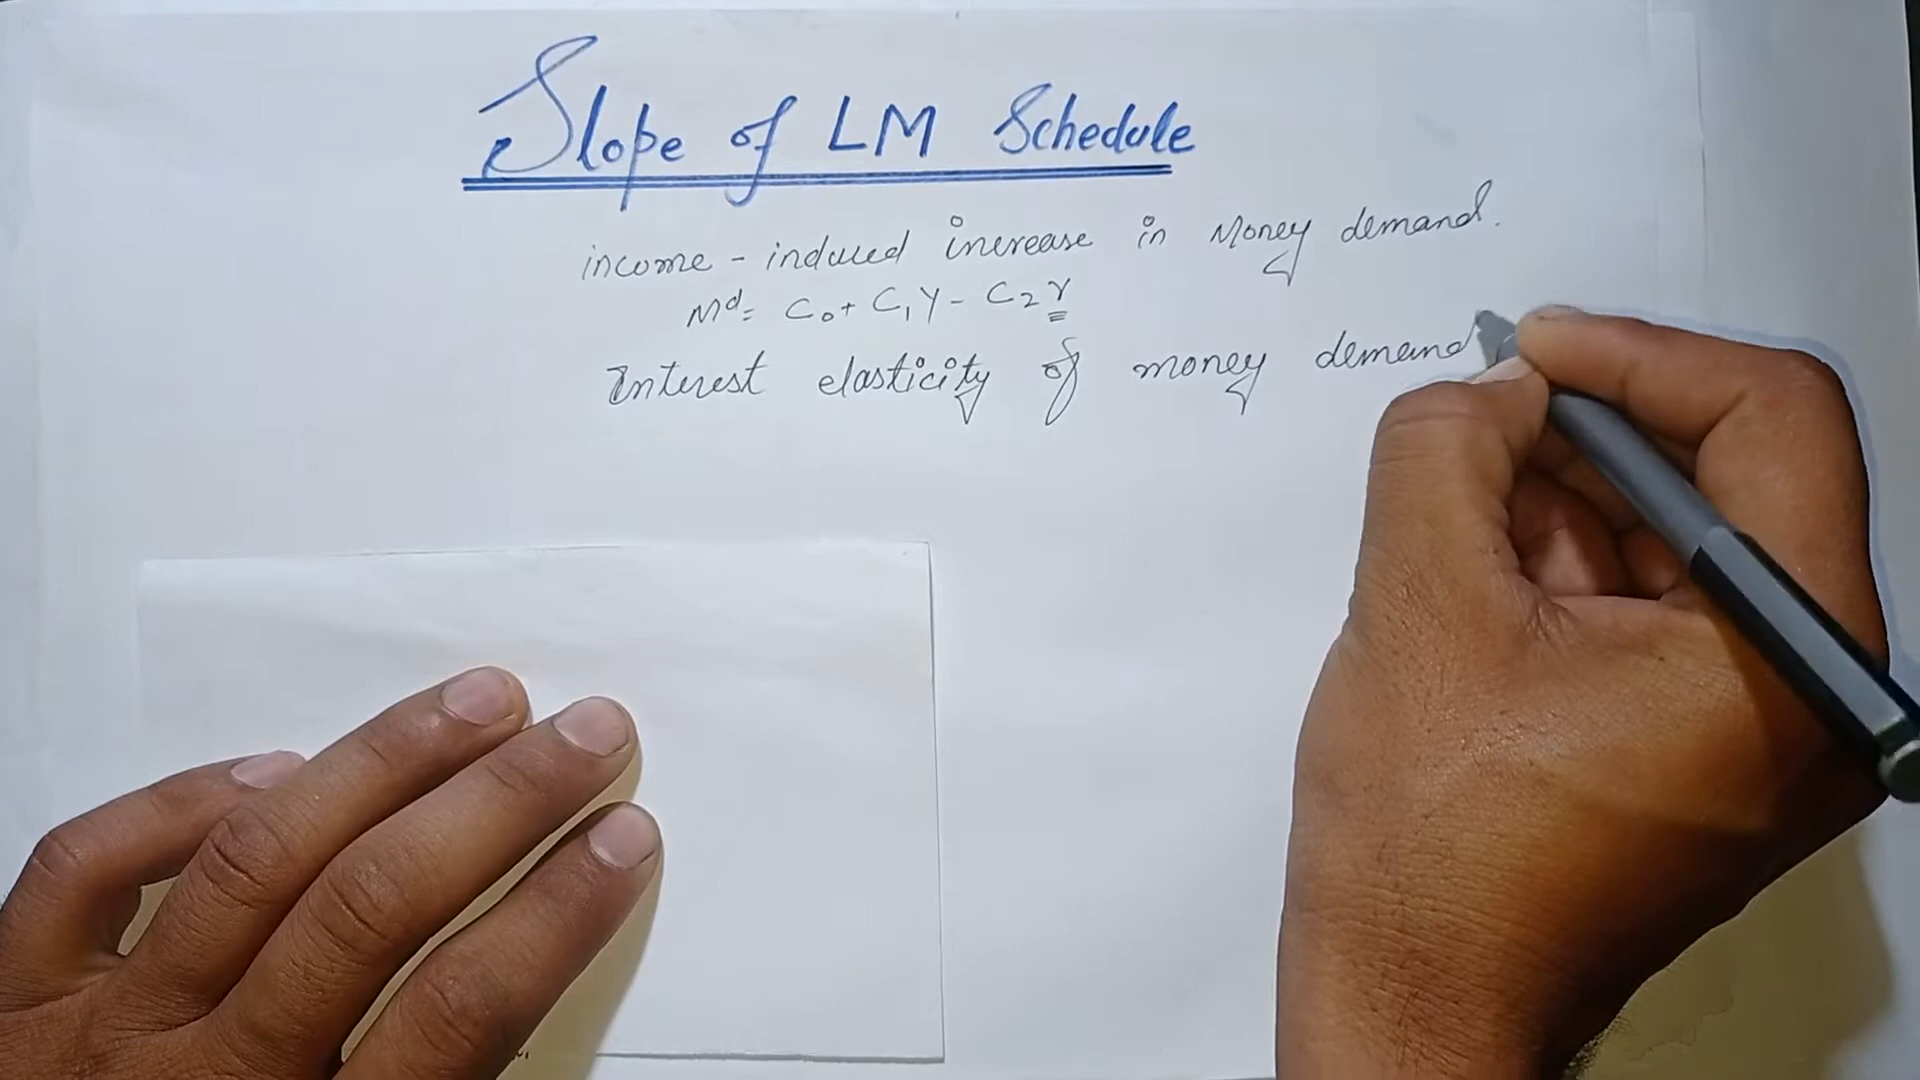 Slope of LM Schedule
income - induced increase in Money demand.
Mᵈ = C₀ + C₁Y - C₂r
Interest elasticity of money demand